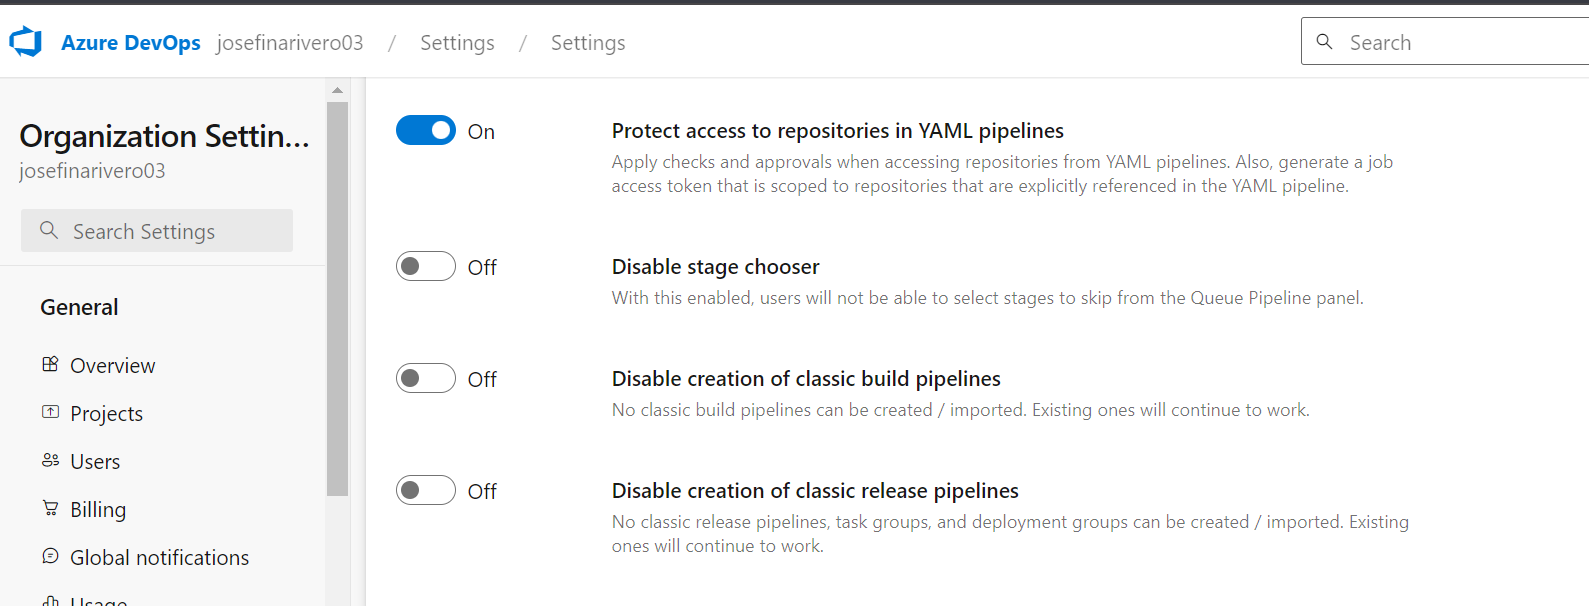 Azure DevOps josefinarivero03 / Settings / Settings
Search
Organization Settin...
josefinarivero03
Search Settings
General
Overview
Projects
Users
Billing
Global notifications
Usage
On
Protect access to repositories in YAML pipelines
Apply checks and approvals when accessing repositories from YAML pipelines. Also, generate a job
access token that is scoped to repositories that are explicitly referenced in the YAML pipeline.
Off
Disable stage chooser
With this enabled, users will not be able to select stages to skip from the Queue Pipeline panel.
Off
Disable creation of classic build pipelines
No classic build pipelines can be created / imported. Existing ones will continue to work.
Off
Disable creation of classic release pipelines
No classic release pipelines, task groups, and deployment groups can be created / imported. Existing
ones will continue to work.